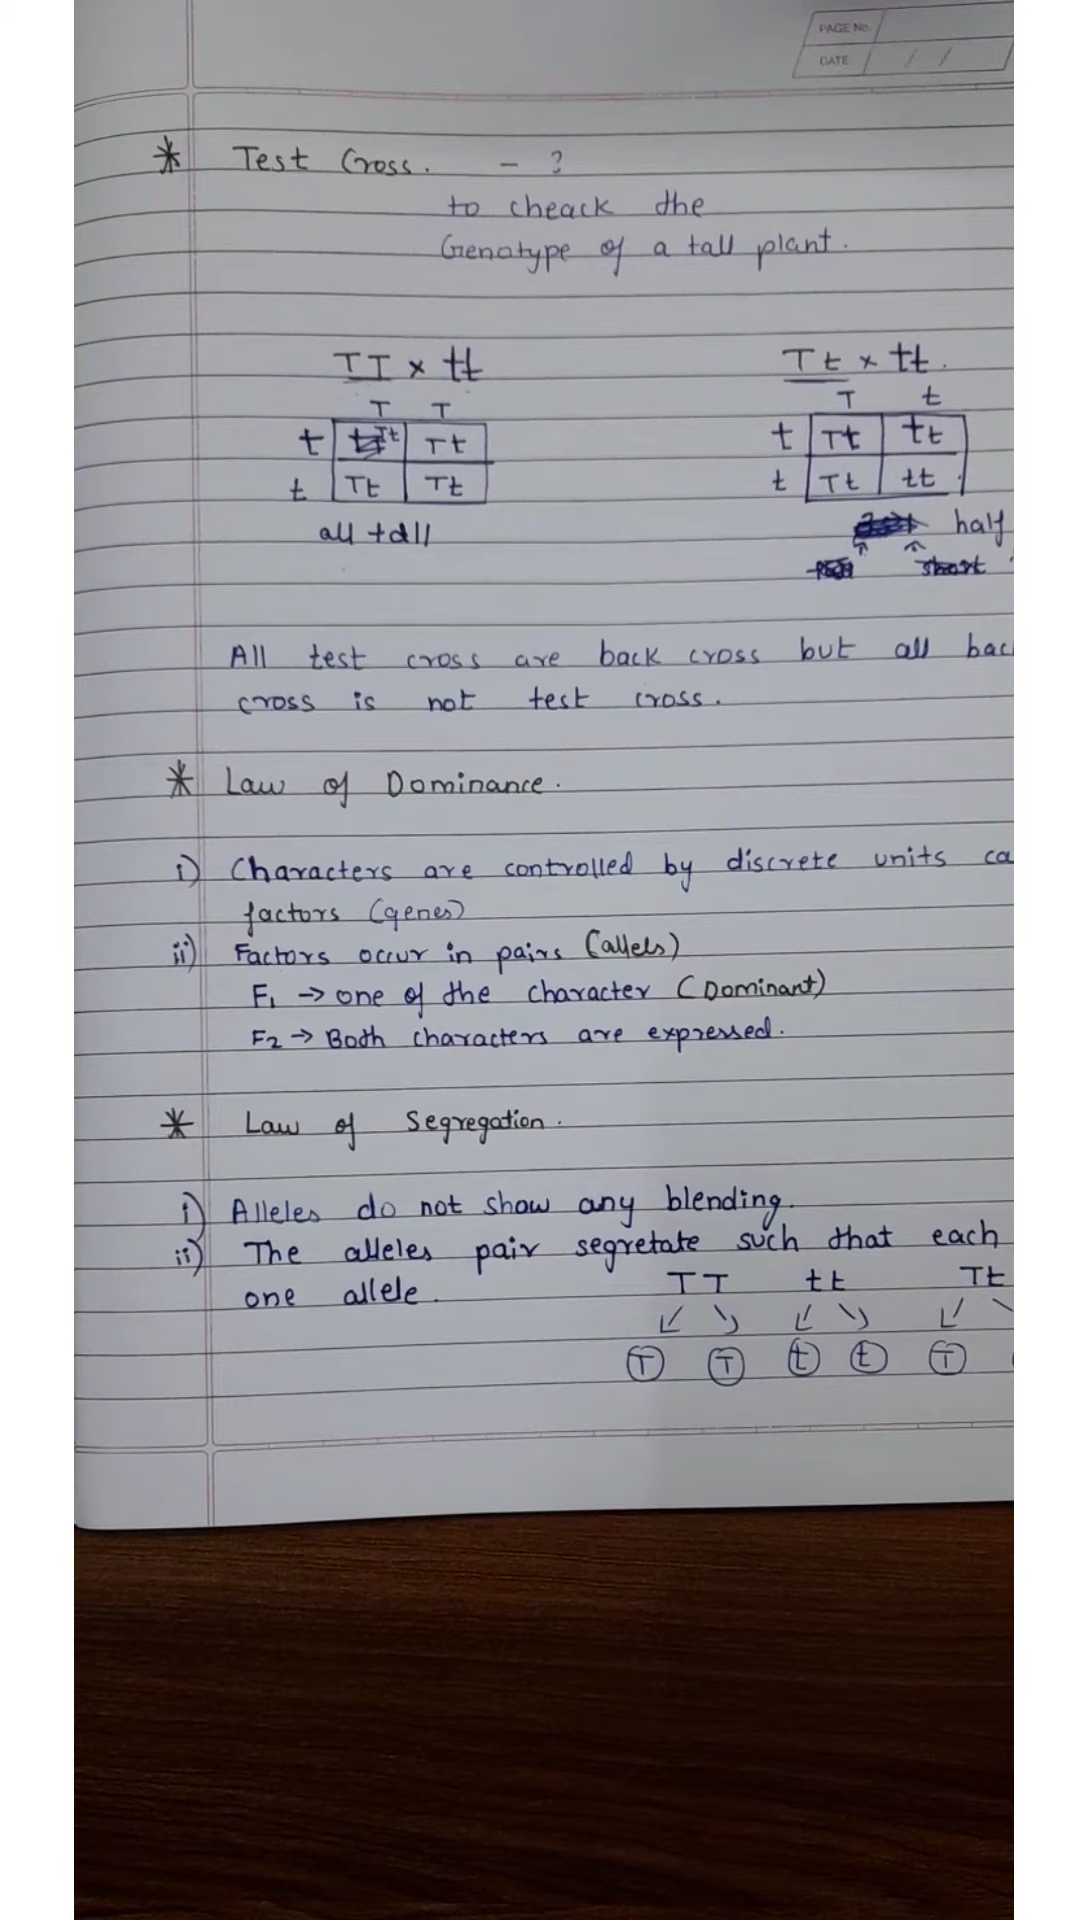 PAGE No.
DATE / /
* Test Cross. - ?
to cheack the
Genotype of a tall plant.
TT x tt
Tt x tt.
T T
T t
t Tt Tt
t Tt tt
t Tt Tt
t Tt tt
all tall
half
short
All test cross are back cross but all bac
cross is not test cross.
* Law of Dominance.
i) Characters are controlled by discrete units ca
factors (genes)
ii) Factors occur in pairs (allels)
F1 → one of the character (Dominant)
F2 → Both characters are expressed.
* Law of Segregation.
i) Alleles do not show any blending.
ii) The alleles pair segretate such that each
one allele.
TT tt Tt
T T t t T